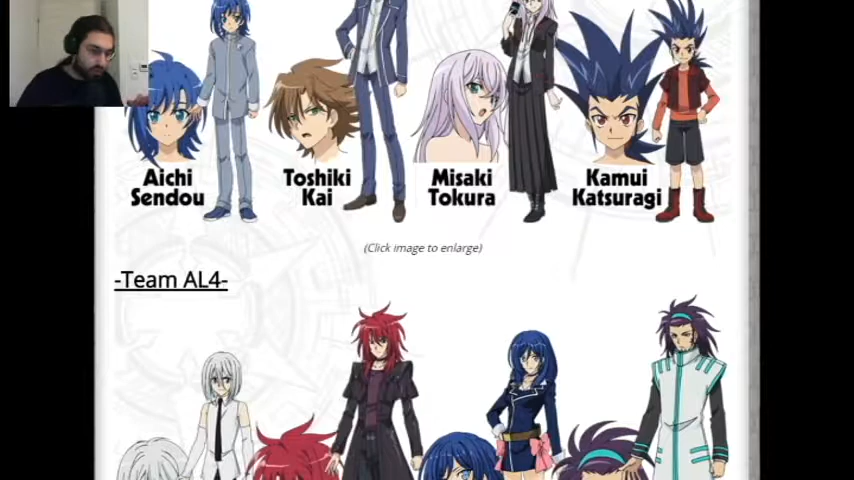 Aichi
Sendou
Toshiki
Kai
Misaki
Tokura
Kamui
Katsuragi
(Click image to enlarge)
-Team AL4-